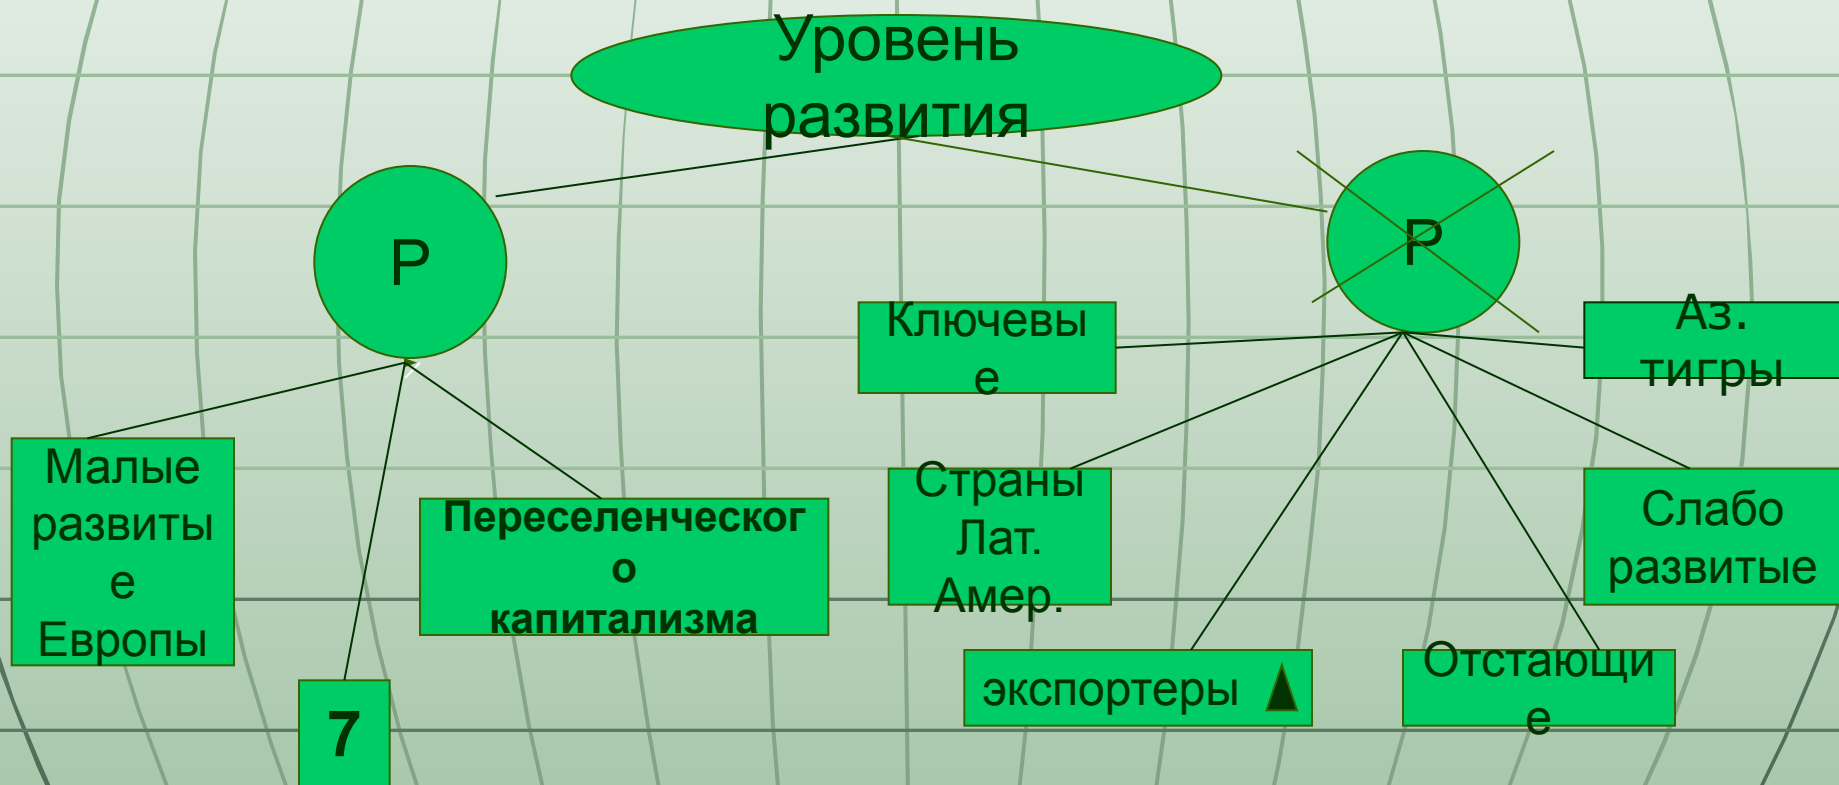 Уровень
развития
Р
Р
Ключевы
е
Аз.
тигры
Малые
развиты
е
Европы
Переселенческог
о
капитализма
Страны
Лат.
Амер.
Слабо
развитые
экспортеры
Отстающи
е
7